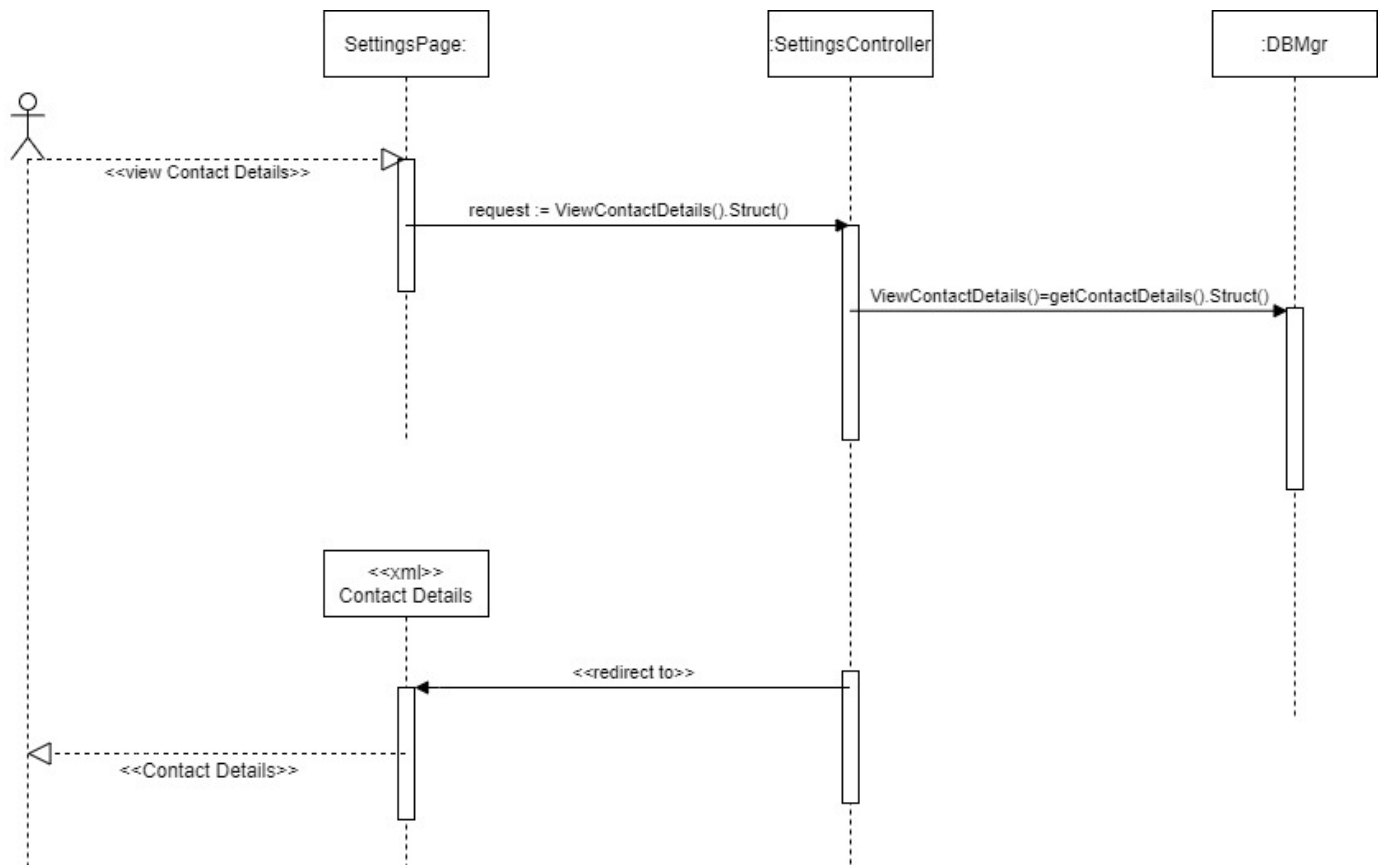 SettingsPage:
:SettingsController
:DBMgr
<<view Contact Details>>
request := ViewContactDetails().Struct()
ViewContactDetails()=getContactDetails().Struct()
<<xml>>
Contact Details
<<redirect to>>
<<Contact Details>>